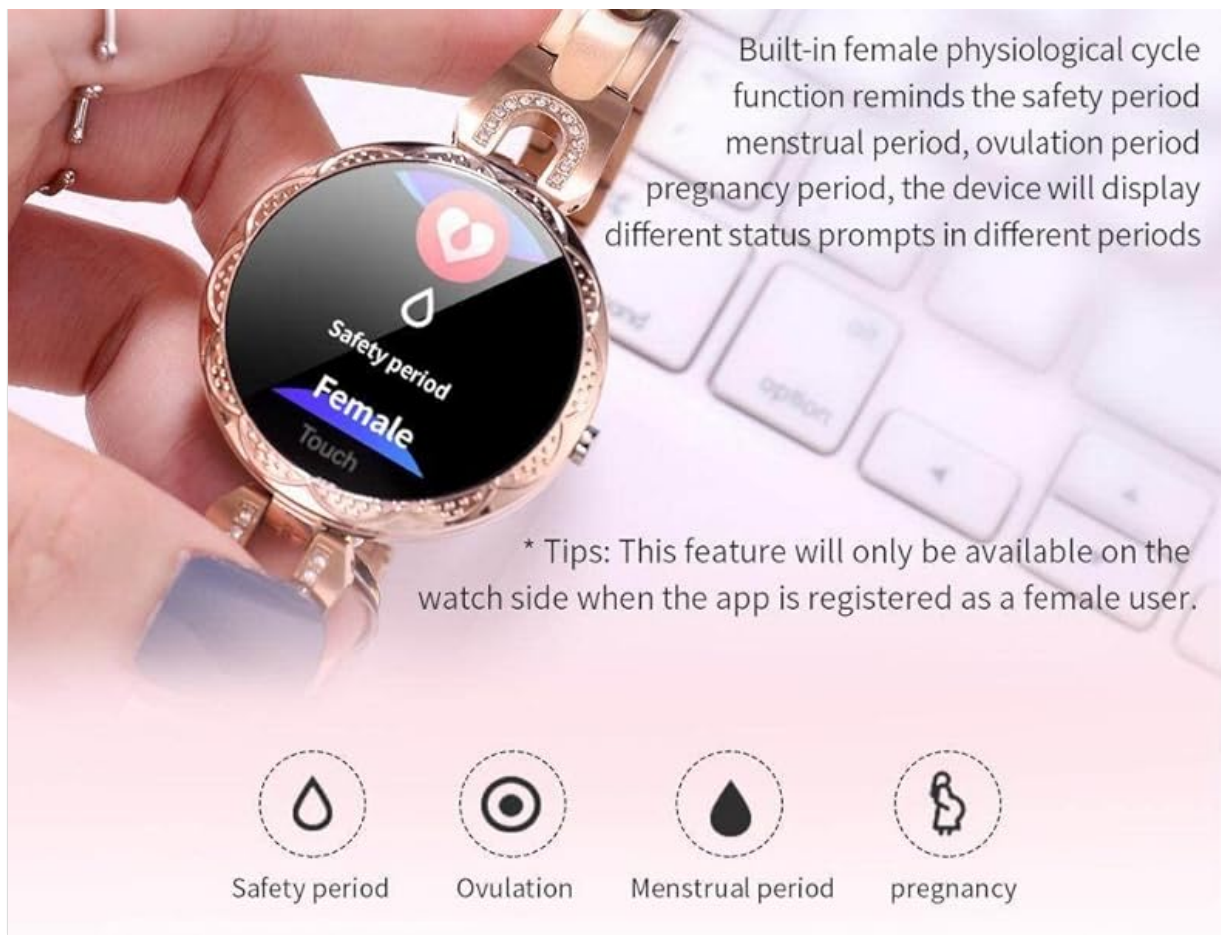 Built-in female physiological cycle
function reminds the safety period
menstrual period, ovulation period
pregnancy period, the device will display
different status prompts in different periods
Safety period
Female
Touch
option
* Tips: This feature will only be available on the
watch side when the app is registered as a female user.
Safety period
Ovulation
Menstrual period
pregnancy